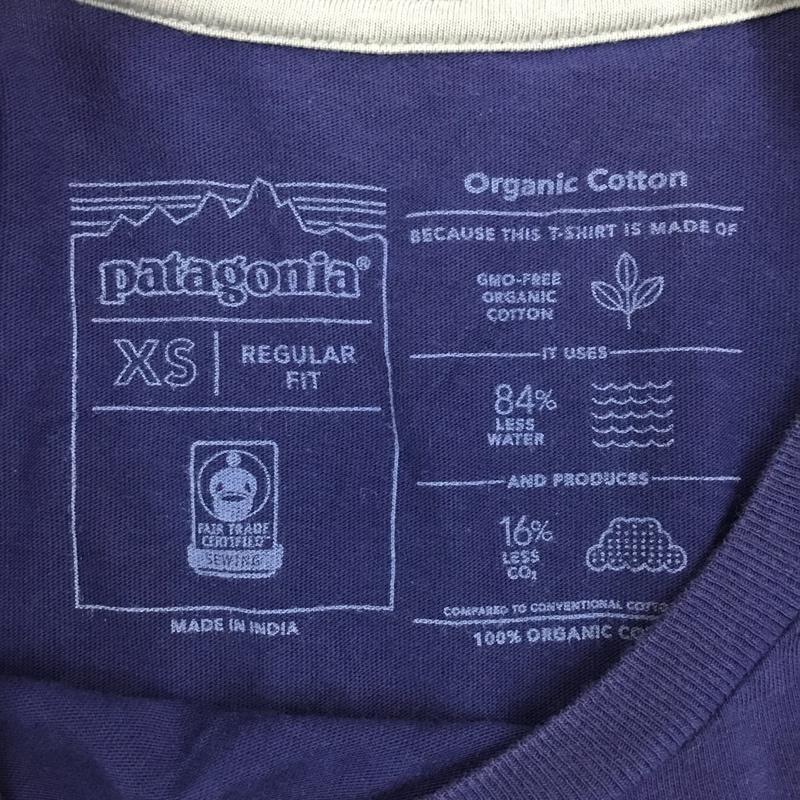 patagonia®
XS
REGULAR
FIT
FAIR TRADE
CERTIFIED™
SEWING
MADE IN INDIA
Organic Cotton
BECAUSE THIS T-SHIRT IS MADE OF
GMO-FREE
ORGANIC
COTTON
IT USES
84%
LESS
WATER
AND PRODUCES
16%
LESS
CO₂
COMPARED TO CONVENTIONAL
100% ORGANIC